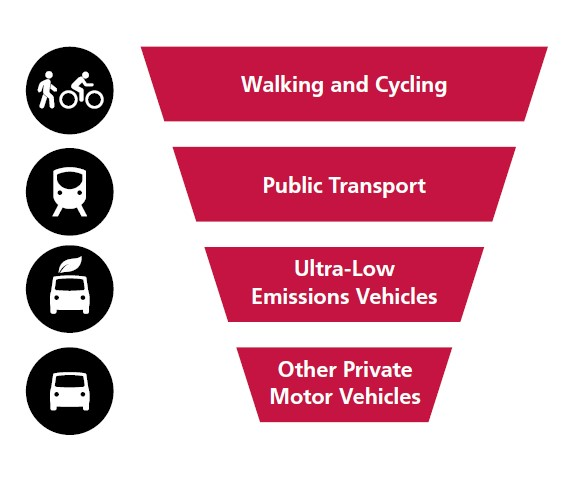 Walking and Cycling
Public Transport
Ultra-Low
Emissions Vehicles
Other Private
Motor Vehicles